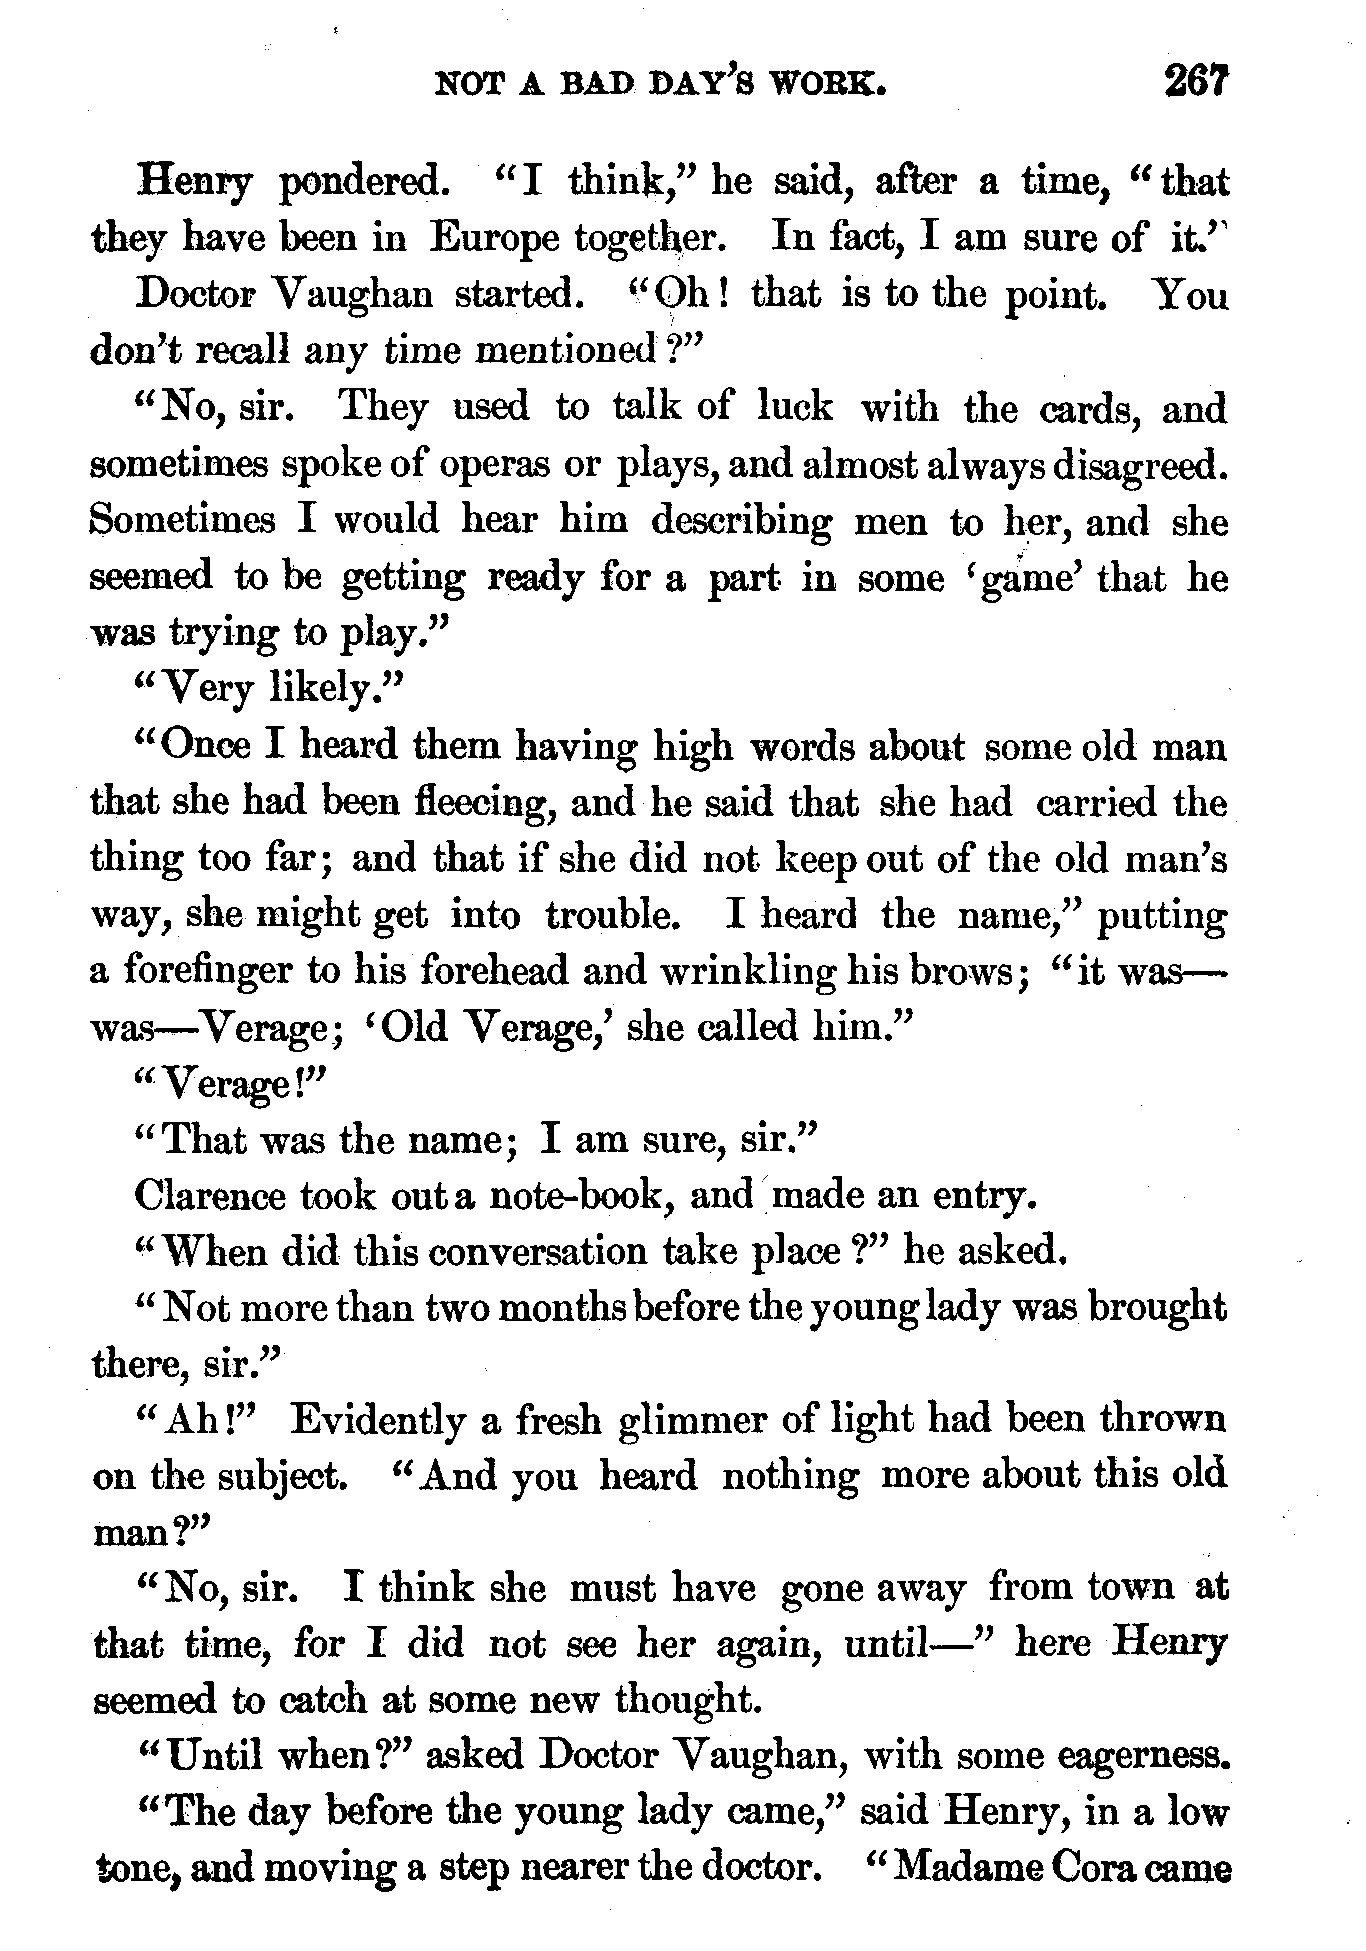 NOT A BAD DAY'S WORK. 267
Henry pondered. "I think," he said, after a time, "that
they have been in Europe together. In fact, I am sure of it."
Doctor Vaughan started. "Oh! that is to the point. You
don't recall any time mentioned?"
"No, sir. They used to talk of luck with the cards, and
sometimes spoke of operas or plays, and almost always disagreed.
Sometimes I would hear him describing men to her, and she
seemed to be getting ready for a part in some 'game' that he
was trying to play."
"Very likely."
"Once I heard them having high words about some old man
that she had been fleecing, and he said that she had carried the
thing too far; and that if she did not keep out of the old man's
way, she might get into trouble. I heard the name," putting
a forefinger to his forehead and wrinkling his brows; "it was—
was—Verage; 'Old Verage,' she called him."
"Verage!"
"That was the name; I am sure, sir."
Clarence took out a note-book, and made an entry.
"When did this conversation take place?" he asked.
"Not more than two months before the young lady was brought
there, sir."
"Ah!" Evidently a fresh glimmer of light had been thrown
on the subject. "And you heard nothing more about this old
man?"
"No, sir. I think she must have gone away from town at
that time, for I did not see her again, until—" here Henry
seemed to catch at some new thought.
"Until when?" asked Doctor Vaughan, with some eagerness.
"The day before the young lady came," said Henry, in a low
tone, and moving a step nearer the doctor. "Madame Cora came